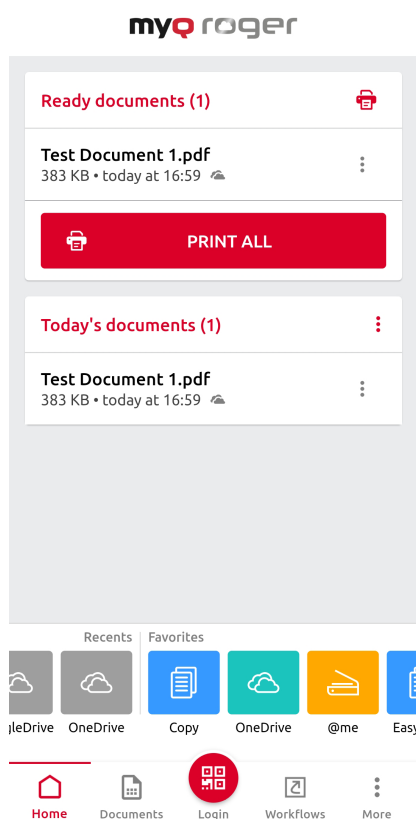 myQ roger
Ready documents (1)
Test Document 1.pdf
383 KB • today at 16:59
PRINT ALL
Today's documents (1)
Test Document 1.pdf
383 KB • today at 16:59
Recents
Favorites
gleDrive
OneDrive
Copy
OneDrive
@me
Easy
Home
Documents
Login
Workflows
More